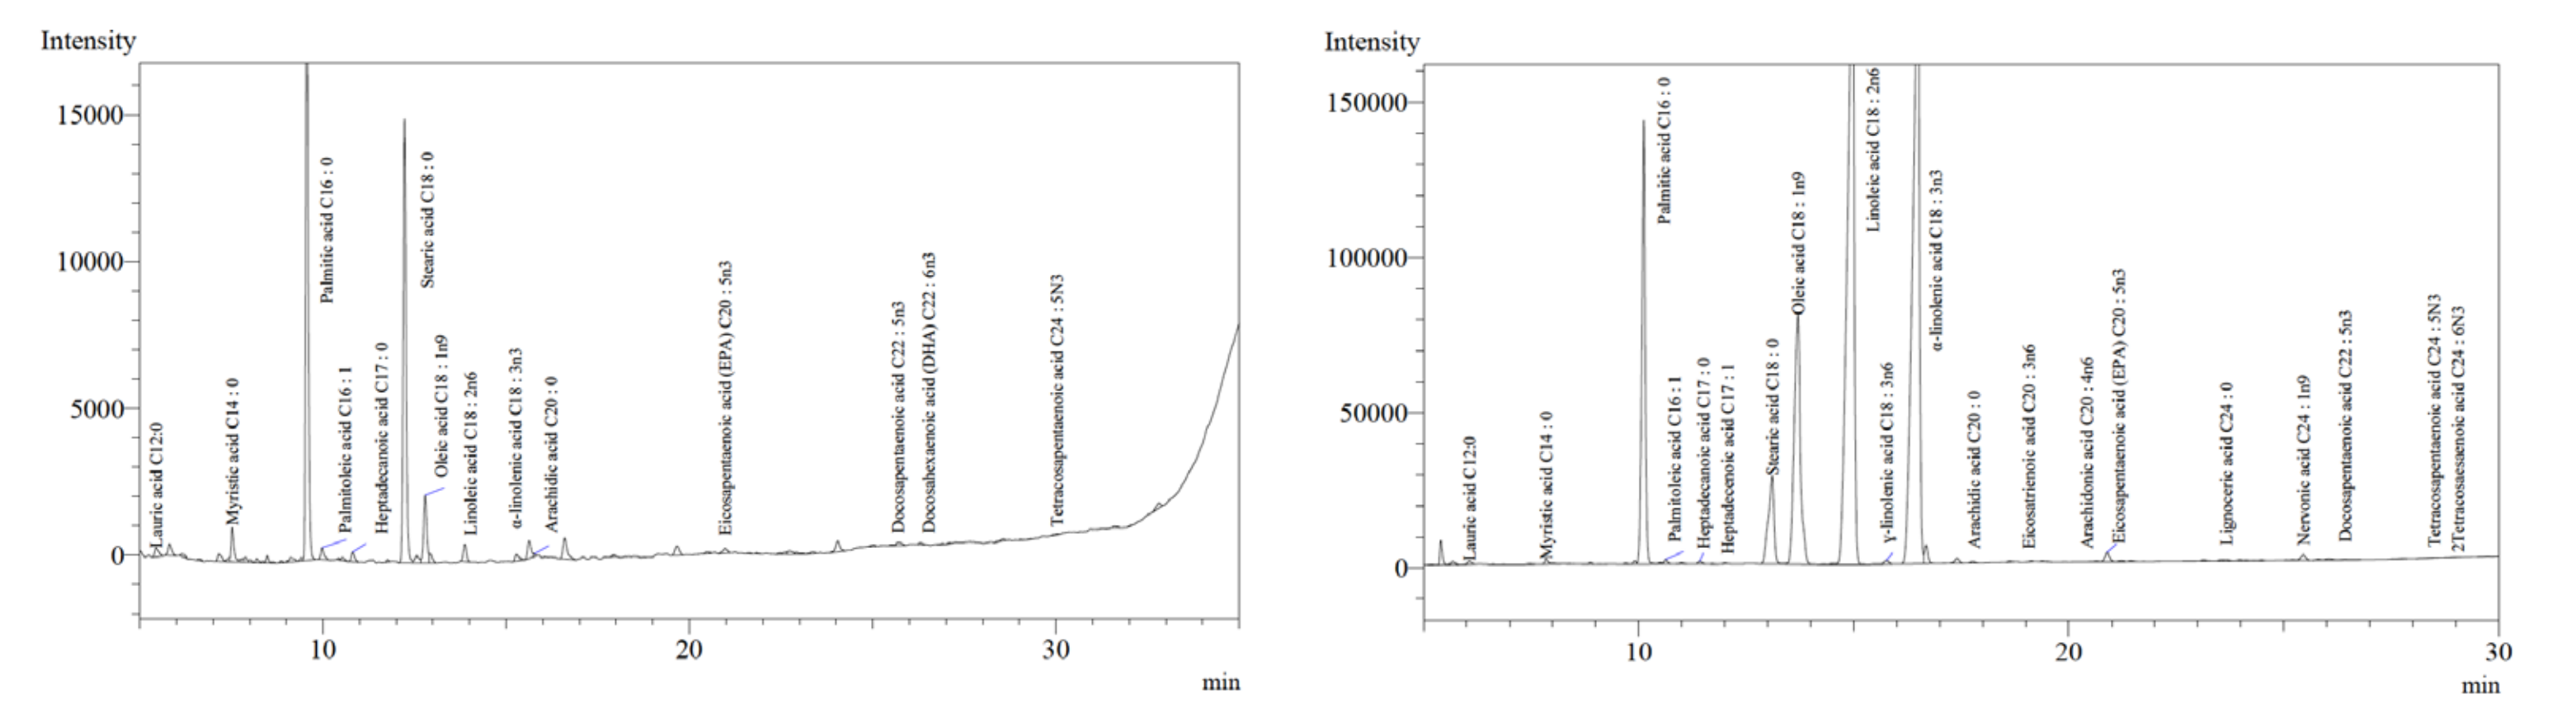 Intensity
15000
10000
5000
0
10
20
30
min
Lauric acid C12:0
Myristic acid C14 : 0
Palmitic acid C16 : 0
Palmitoleic acid C16 : 1
Heptadecanoic acid C17 : 0
Stearic acid C18 : 0
Oleic acid C18 : 1n9
Linoleic acid C18 : 2n6
α-linolenic acid C18 : 3n3
Arachidic acid C20 : 0
Eicosapentaenoic acid (EPA) C20 : 5n3
Docosapentaenoic acid C22 : 5n3
Docosahexaenoic acid (DHA) C22 : 6n3
Tetracosapentaenoic acid C24 : 5N3
Intensity
150000
100000
50000
0
10
20
30
min
Lauric acid C12:0
Myristic acid C14 : 0
Palmitic acid C16 : 0
Palmitoleic acid C16 : 1
Heptadecanoic acid C17 : 0
Heptadecenoic acid C17 : 1
Stearic acid C18 : 0
Oleic acid C18 : 1n9
Linoleic acid C18 : 2n6
γ-linolenic acid C18 : 3n6
α-linolenic acid C18 : 3n3
Arachidic acid C20 : 0
Eicosatrienoic acid C20 : 3n6
Arachidonic acid C20 : 4n6
Eicosapentaenoic acid (EPA) C20 : 5n3
Lignoceric acid C24 : 0
Nervonic acid C24 : 1n9
Docosapentaenoic acid C22 : 5n3
Tetracosapentaenoic acid C24 : 5N3
2Tetracosaesaenoic acid C24 : 6N3